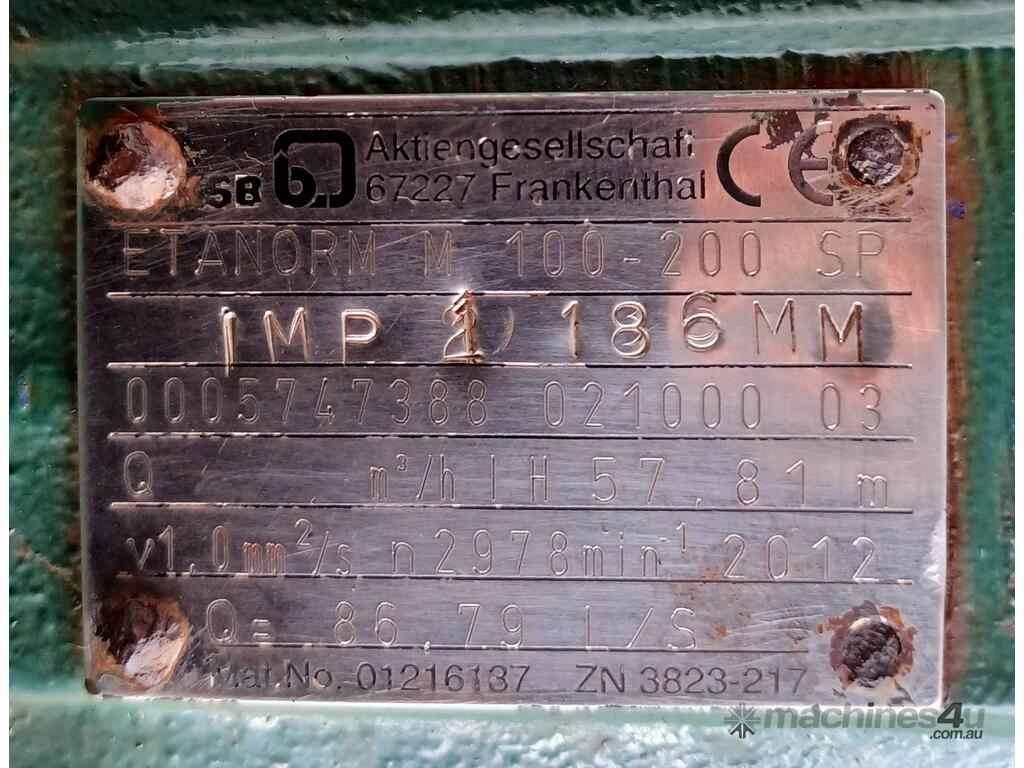 SB Aktiengesellschaft CE
67227 Frankenthal
ETANORM M 100-200 SP
IMP 186MM
0005747388 021000 03
Q , m³/h | H 57,81 m
v1,0mm²/s n2978min-1 2012
Q= 86,79 L/S
Mat.No. 01216137 ZN 3823-217
machines4u
.com.au